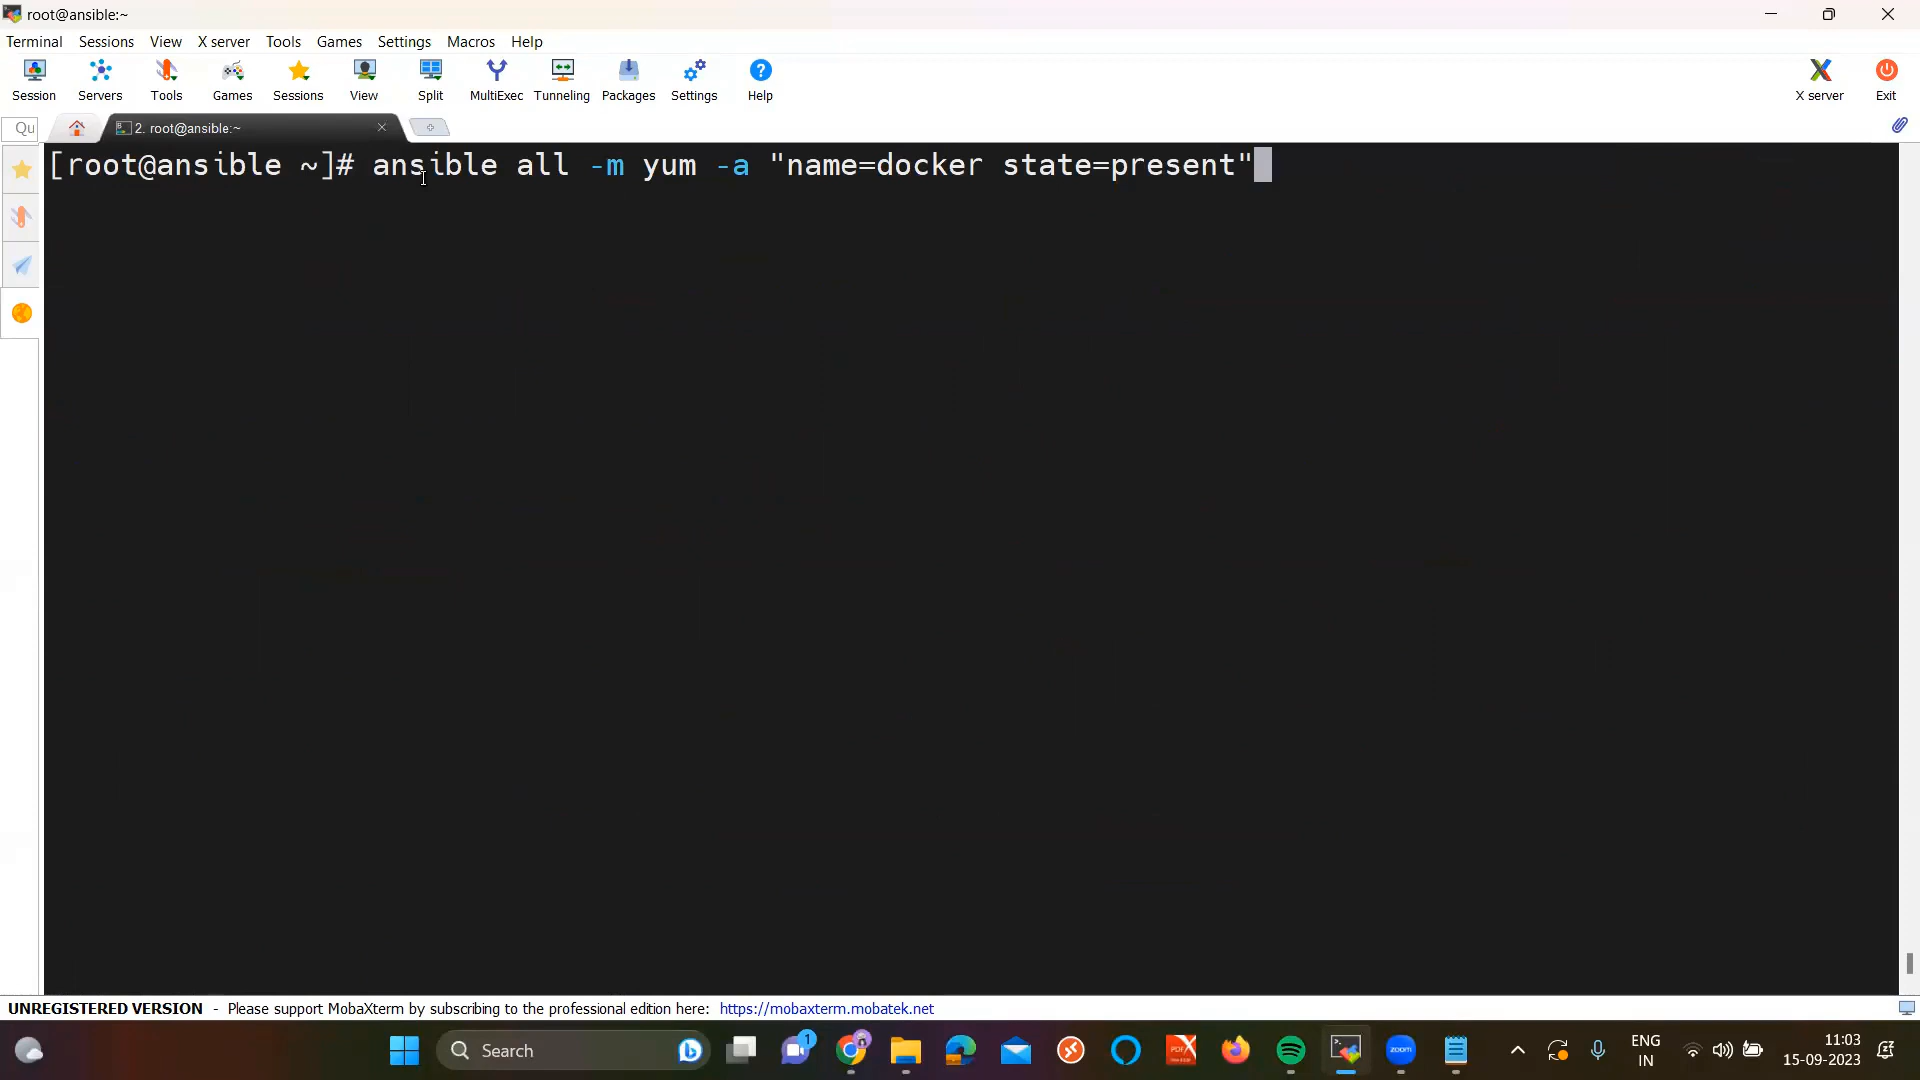 root@ansible:~
Terminal Sessions View X server Tools Games Settings Macros Help
Session Servers Tools Games Sessions View Split MultiExec Tunneling Packages Settings Help X server Exit
Qu 2. root@ansible:~
[root@ansible ~]# ansible all -m yum -a "name=docker state=present"
UNREGISTERED VERSION - Please support MobaXterm by subscribing to the professional edition here: https://mobaxterm.mobatek.net
Search 1 zoom ENG 11:03
IN 15-09-2023